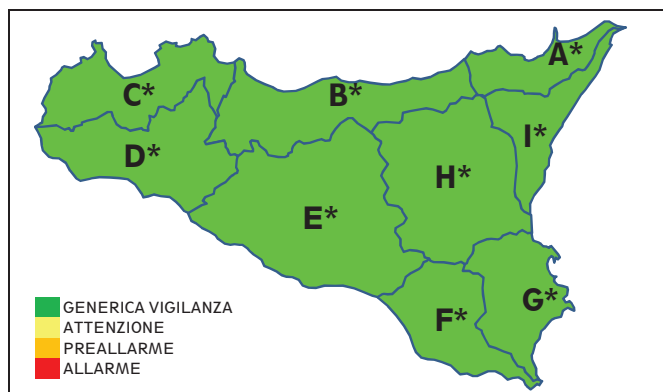 A*
C*
B*
I*
D*
H*
E*
G*
F*
GENERICA VIGILANZA
ATTENZIONE
PREALLARME
ALLARME